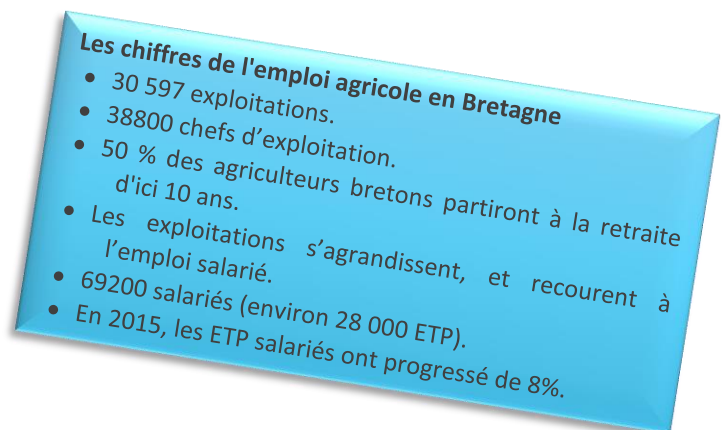 Les chiffres de l'emploi agricole en Bretagne
• 30 597 exploitations.
• 38800 chefs d’exploitation.
• 50 % des agriculteurs bretons partiront à la retraite
d'ici 10 ans.
• Les exploitations s’agrandissent, et recourent à
l’emploi salarié.
• 69200 salariés (environ 28 000 ETP).
• En 2015, les ETP salariés ont progressé de 8%.